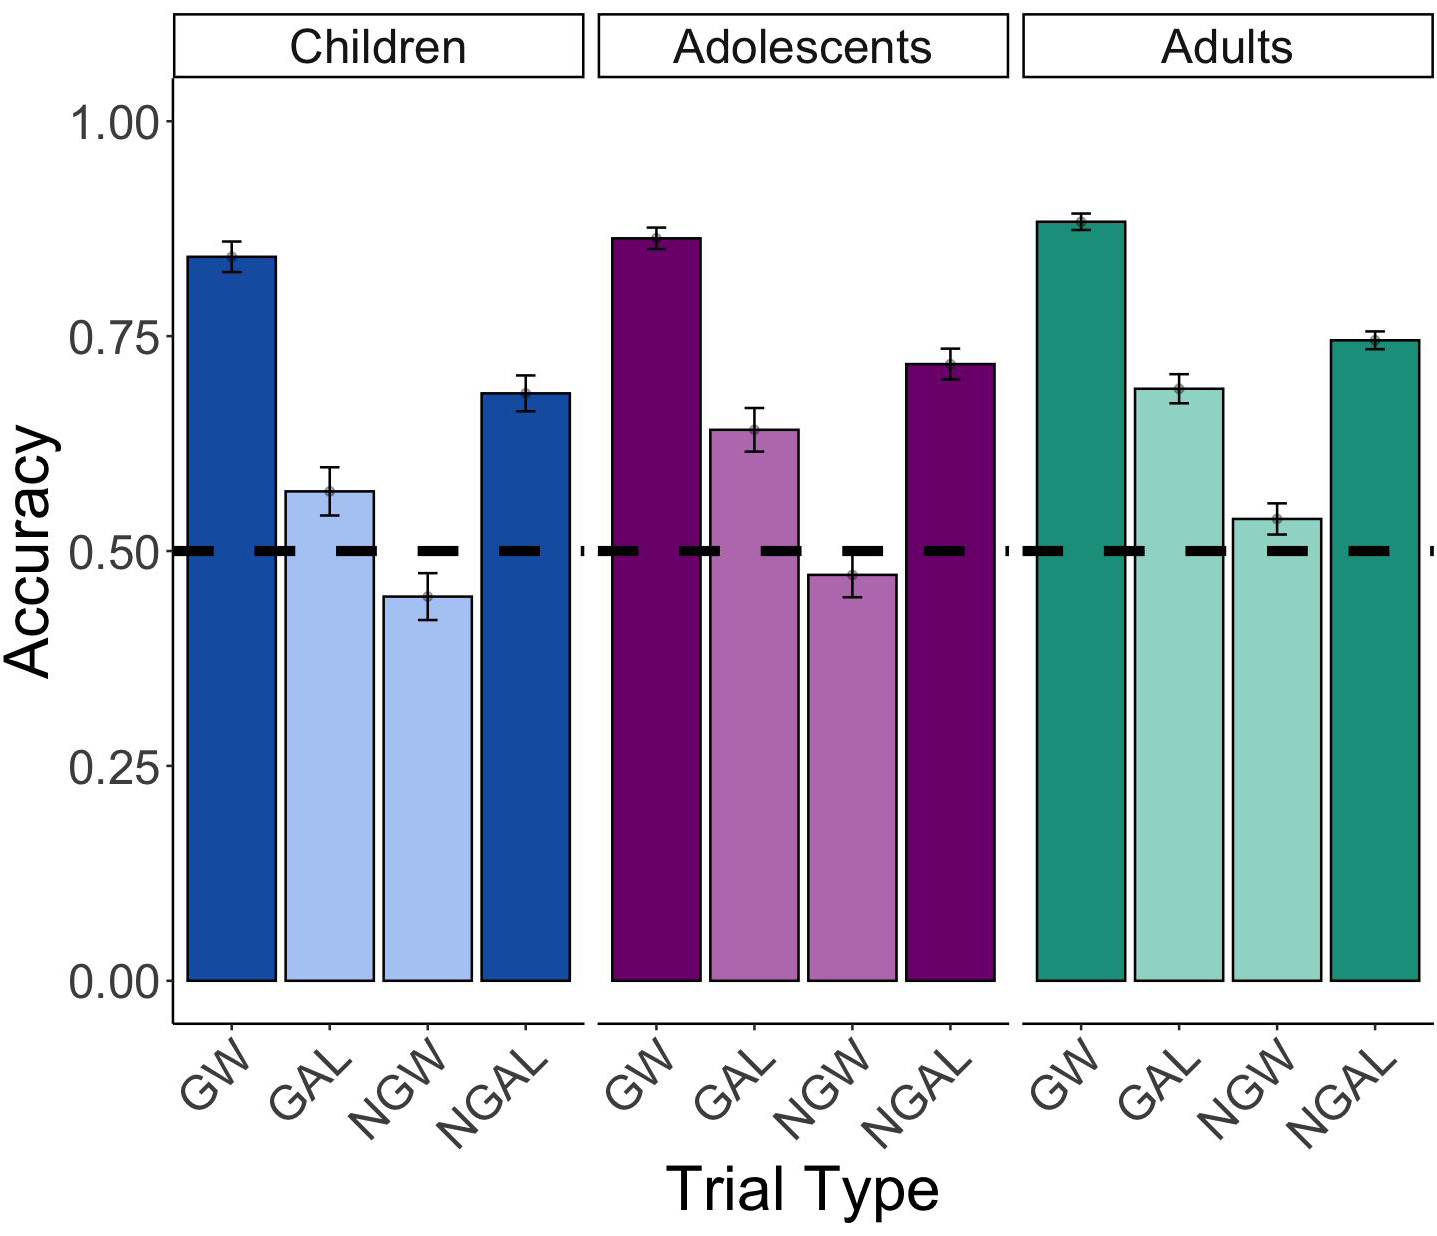 Children Adolescents Adults
1.00
0.75
0.50
0.25
0.00
Accuracy
GW GAL NGW NGAL GW GAL NGW NGAL GW GAL NGW NGAL
Trial Type